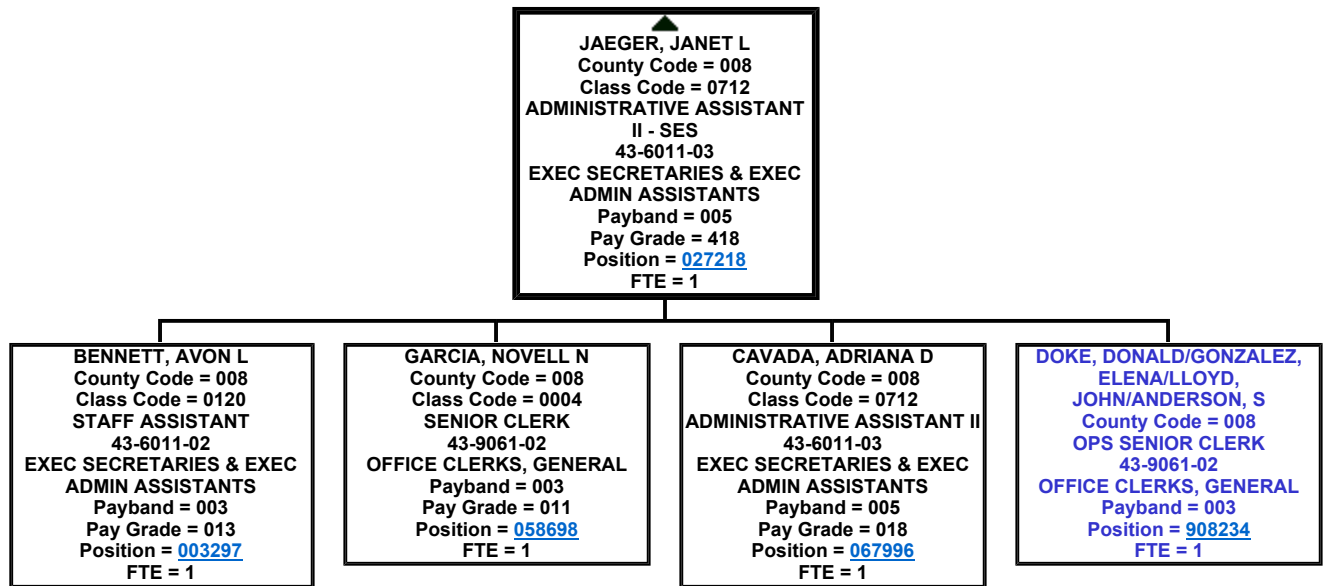 JAEGER, JANET L
County Code = 008
Class Code = 0712
ADMINISTRATIVE ASSISTANT
II - SES
43-6011-03
EXEC SECRETARIES & EXEC
ADMIN ASSISTANTS
Payband = 005
Pay Grade = 418
Position = 027218
FTE = 1
BENNETT, AVON L
County Code = 008
Class Code = 0120
STAFF ASSISTANT
43-6011-02
EXEC SECRETARIES & EXEC
ADMIN ASSISTANTS
Payband = 003
Pay Grade = 013
Position = 003297
FTE = 1
GARCIA, NOVELL N
County Code = 008
Class Code = 0004
SENIOR CLERK
43-9061-02
OFFICE CLERKS, GENERAL
Payband = 003
Pay Grade = 011
Position = 058698
FTE = 1
CAVADA, ADRIANA D
County Code = 008
Class Code = 0712
ADMINISTRATIVE ASSISTANT II
43-6011-03
EXEC SECRETARIES & EXEC
ADMIN ASSISTANTS
Payband = 005
Pay Grade = 018
Position = 067996
FTE = 1
DOKE, DONALD/GONZALEZ,
ELENA/LLOYD,
JOHN/ANDERSON, S
County Code = 008
OPS SENIOR CLERK
43-9061-02
OFFICE CLERKS, GENERAL
Payband = 003
Position = 908234
FTE = 1